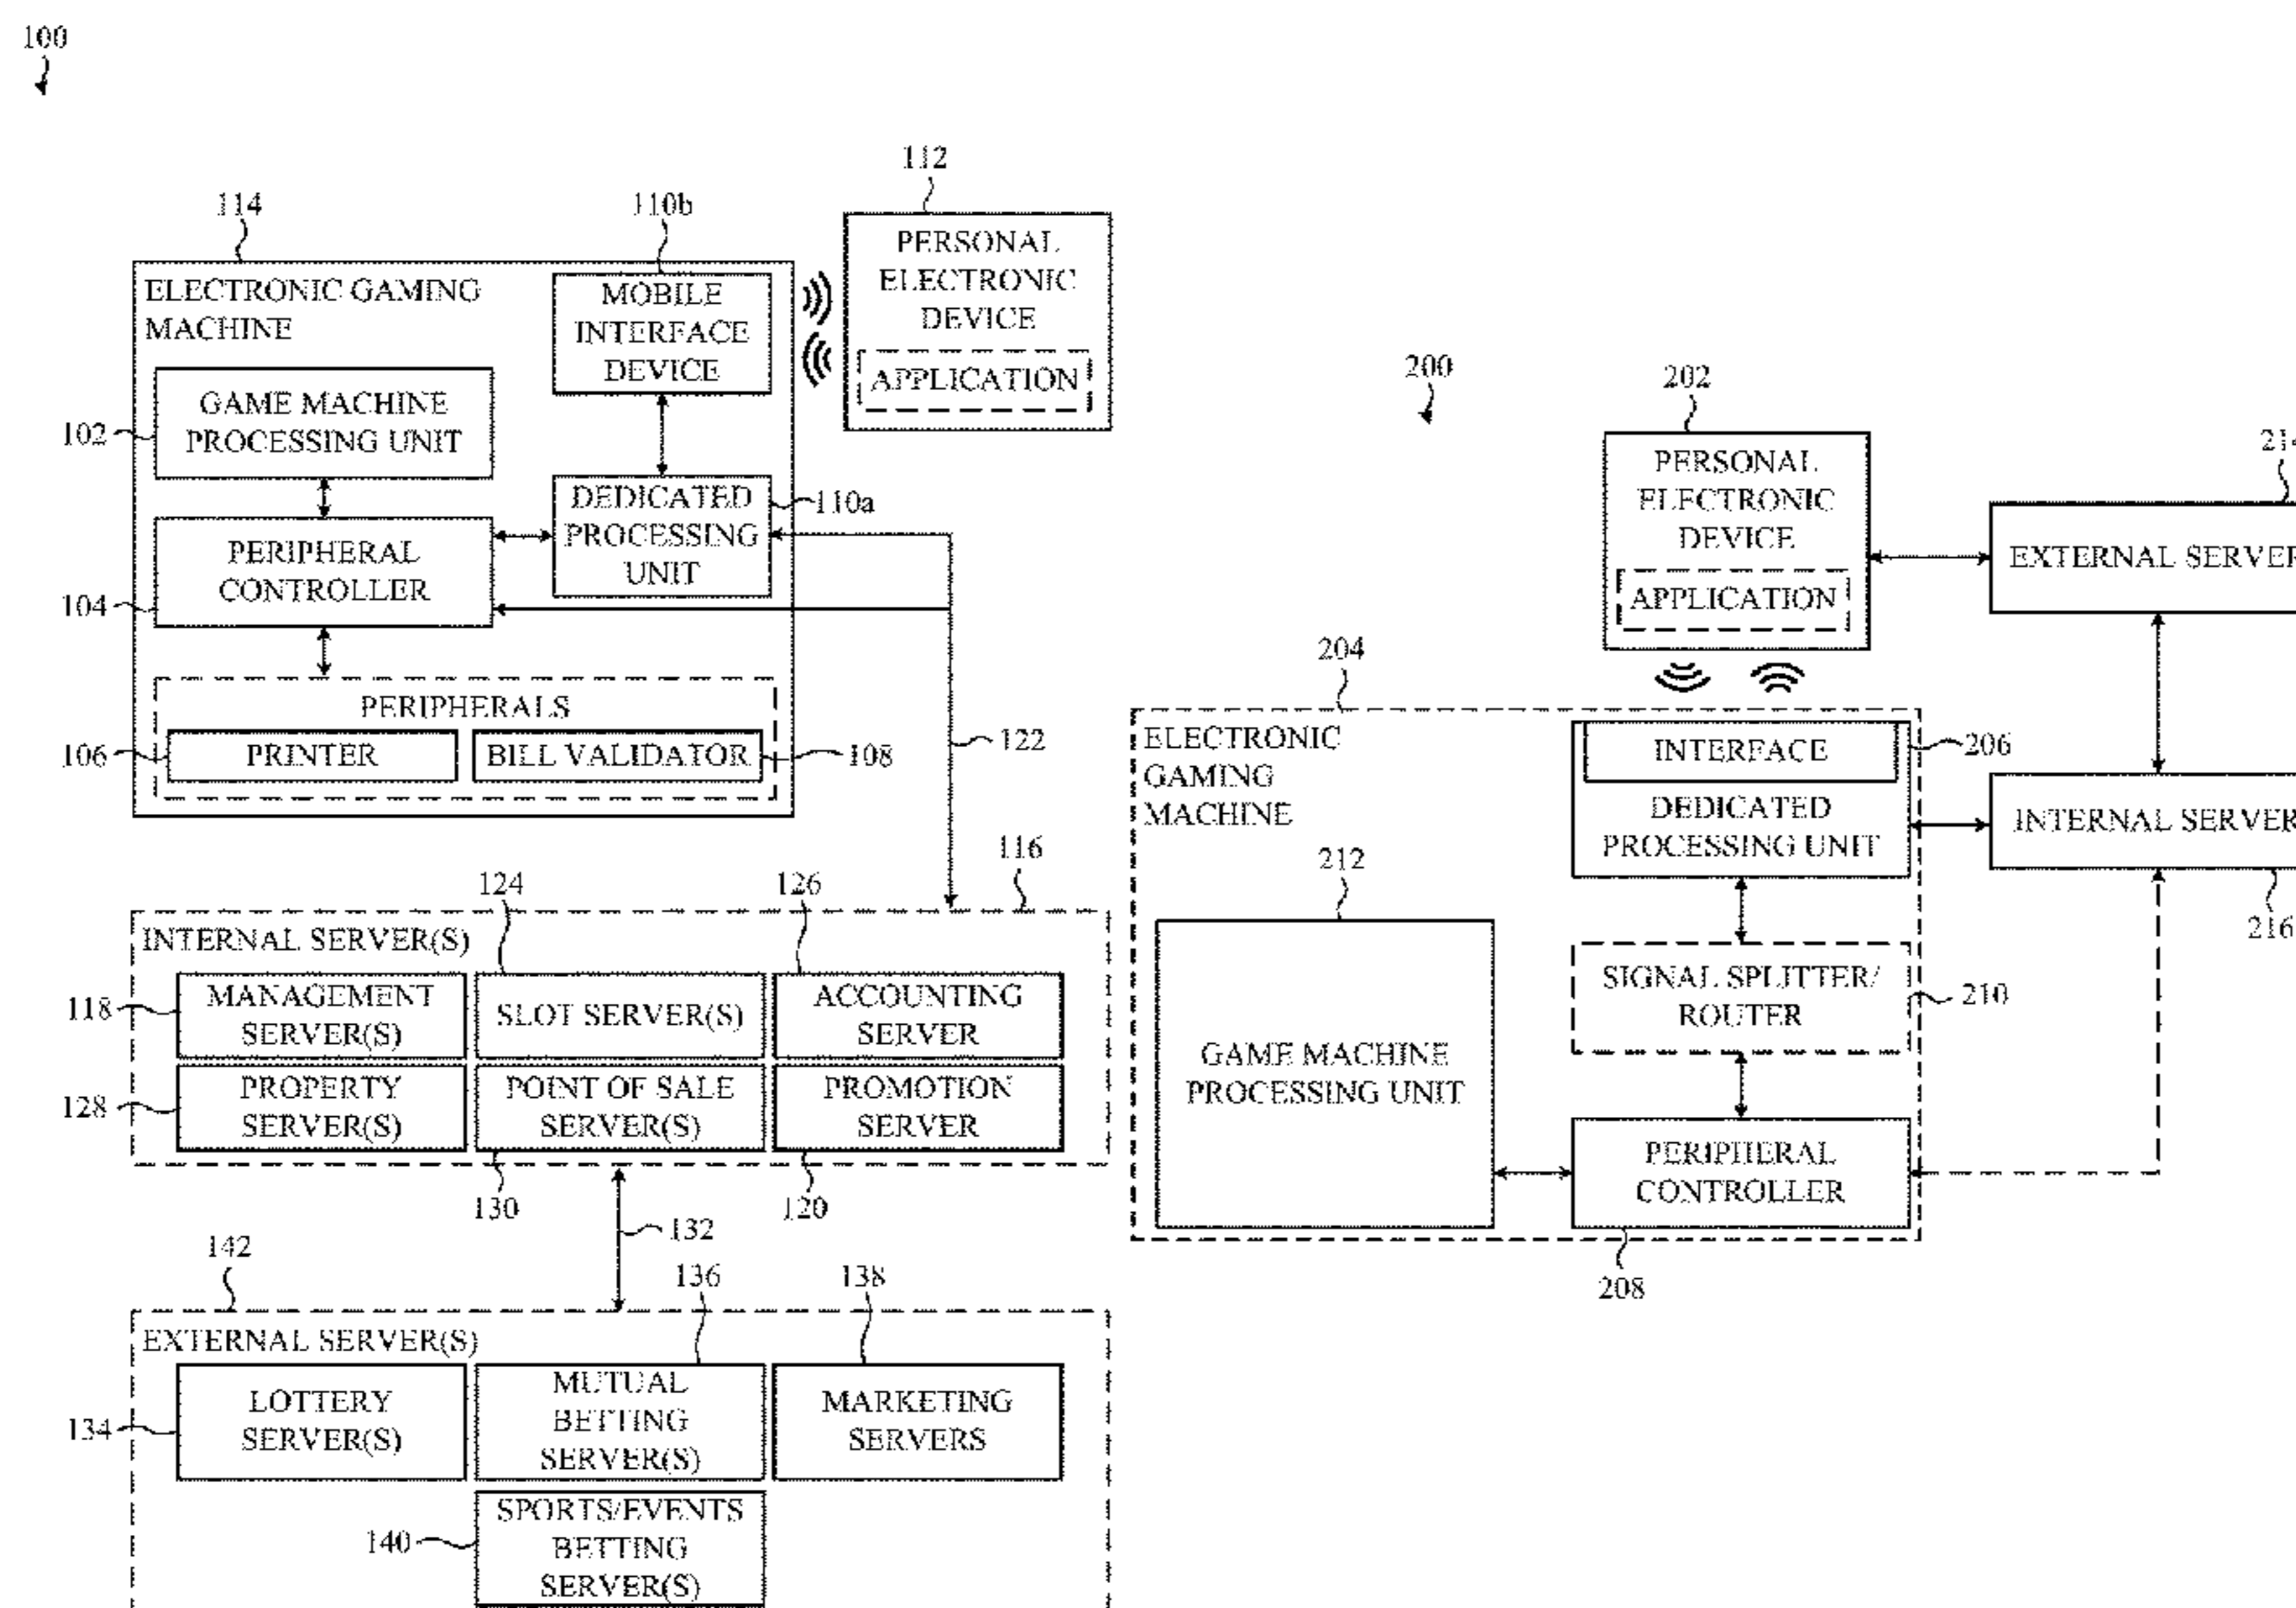 100
112
114
110b
PERSONAL
ELECTRONIC
DEVICE
APPLICATION
ELECTRONIC GAMING
MACHINE
MOBILE
INTERFACE
DEVICE
GAME MACHINE
PROCESSING UNIT
102
DEDICATED
PROCESSING
UNIT
110a
PERIPHERAL
CONTROLLER
104
PERIPHERALS
106
PRINTER
BILL VALIDATOR
108
122
116
124
126
INTERNAL SERVER(S)
118
MANAGEMENT
SERVER(S)
SLOT SERVER(S)
ACCOUNTING
SERVER
128
PROPERTY
SERVER(S)
POINT OF SALE
SERVER(S)
PROMOTION
SERVER
130
120
132
142
136
138
EXTERNAL SERVER(S)
134
LOTTERY
SERVER(S)
MUTUAL
BETTING
SERVER(S)
MARKETING
SERVERS
140
SPORTS/EVENTS
BETTING
SERVER(S)
200
202
PERSONAL
ELECTRONIC
DEVICE
APPLICATION
EXTERNAL SERVER
204
ELECTRONIC
GAMING
MACHINE
INTERFACE
206
DEDICATED
PROCESSING UNIT
INTERNAL SERVER
216
212
SIGNAL SPLITTER/
ROUTER
210
GAME MACHINE
PROCESSING UNIT
PERIPHERAL
CONTROLLER
208